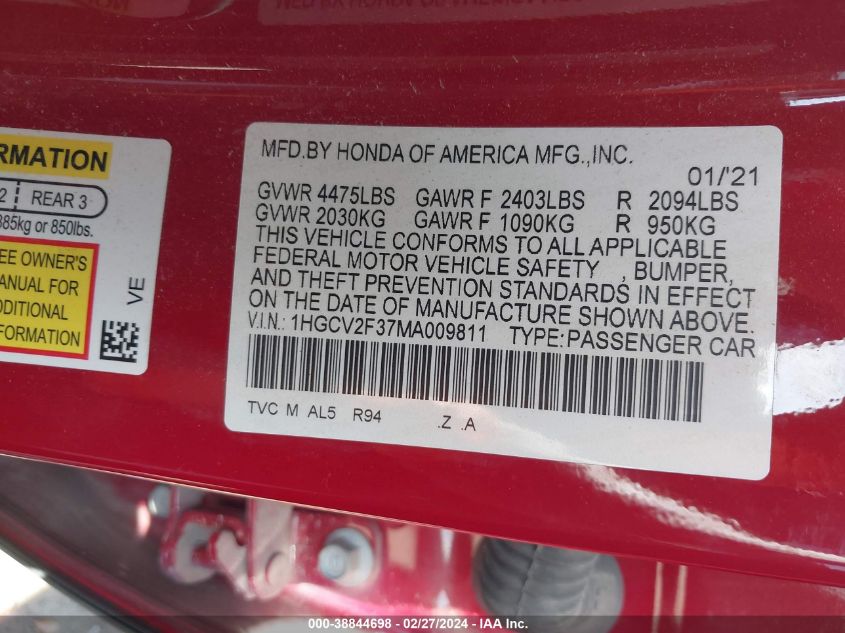 RMATION
2 REAR 3
385kg or 850lbs.
EE OWNER'S
MANUAL FOR
ADDITIONAL
FORMATION
VE
MFD.BY HONDA OF AMERICA MFG.,INC.
01/'21
GVWR 4475LBS GAWR F 2403LBS R 2094LBS
GVWR 2030KG GAWR F 1090KG R 950KG
THIS VEHICLE CONFORMS TO ALL APPLICABLE
FEDERAL MOTOR VEHICLE SAFETY , BUMPER,
AND THEFT PREVENTION STANDARDS IN EFFECT
ON THE DATE OF MANUFACTURE SHOWN ABOVE.
V.I.N.: 1HGCV2F37MA009811 TYPE:PASSENGER CAR
TVC M AL5 R94 .Z .A
000-38844698 - 02/27/2024 - IAA Inc.